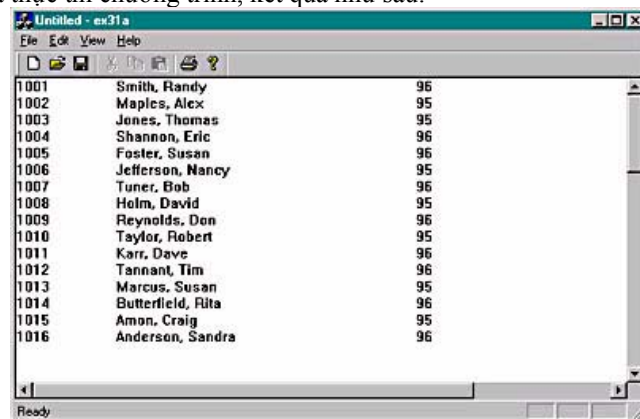 thực thi chương trình, kết quả như sau:
Untitled - ex31a
File Edit View Help
1001 Smith, Randy 96
1002 Maples, Alex 95
1003 Jones, Thomas 95
1004 Shannon, Eric 96
1005 Foster, Susan 96
1006 Jefferson, Nancy 95
1007 Tuner, Bob 96
1008 Holm, David 95
1009 Reynolds, Don 96
1010 Taylor, Robert 95
1011 Karr, Dave 96
1012 Tannant, Tim 96
1013 Marcus, Susan 95
1014 Butterfield, Rita 96
1015 Amon, Craig 95
1016 Anderson, Sandra 96
Ready